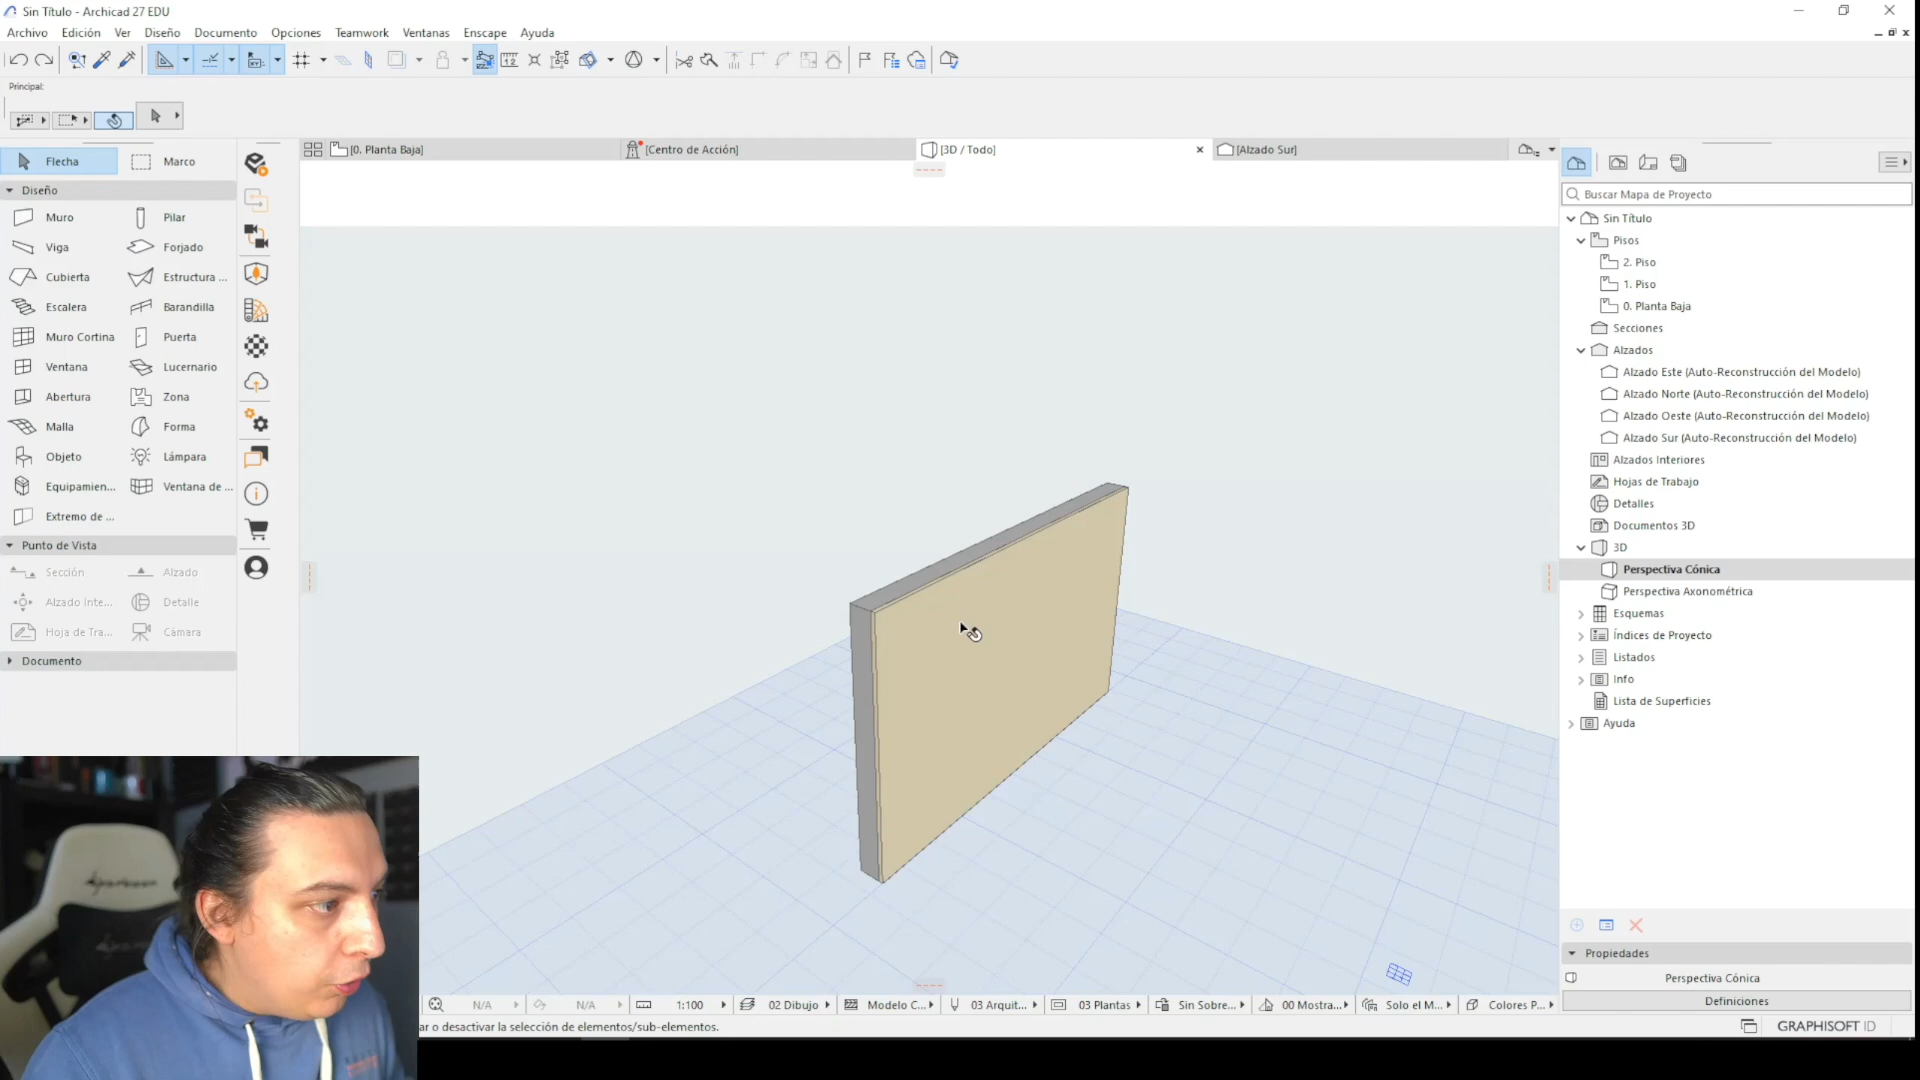 Sin Título - Archicad 27 EDU
Archivo Edición Ver Diseño Documento Opciones Teamwork Ventanas Enscape Ayuda
Principal:
[0. Planta Baja]
[Centro de Acción]
[3D / Todo]
[Alzado Sur]
Flecha
Marco
Diseño
Muro
Pilar
Viga
Forjado
Cubierta
Estructura ...
Escalera
Barandilla
Muro Cortina
Puerta
Ventana
Lucernario
Abertura
Zona
Malla
Forma
Objeto
Lámpara
Equipamien...
Ventana de ...
Extremo de ...
Punto de Vista
Sección
Alzado
Alzado Inte...
Detalle
Hoja de Tra...
Cámara
Documento
Buscar Mapa de Proyecto
Sin Título
Pisos
2. Piso
1. Piso
0. Planta Baja
Secciones
Alzados
Alzado Este (Auto-Reconstrucción del Modelo)
Alzado Norte (Auto-Reconstrucción del Modelo)
Alzado Oeste (Auto-Reconstrucción del Modelo)
Alzado Sur (Auto-Reconstrucción del Modelo)
Alzados Interiores
Hojas de Trabajo
Detalles
Documentos 3D
3D
Perspectiva Cónica
Perspectiva Axonométrica
Esquemas
Índices de Proyecto
Listados
Info
Lista de Superficies
Ayuda
Propiedades
Perspectiva Cónica
Definiciones
N/A N/A 1:100 02 Dibujo Modelo C... 03 Arquit... 03 Plantas Sin Sobre... 00 Mostra... Solo el M... Colores P...
ar o desactivar la selección de elementos/sub-elementos.
GRAPHISOFT ID